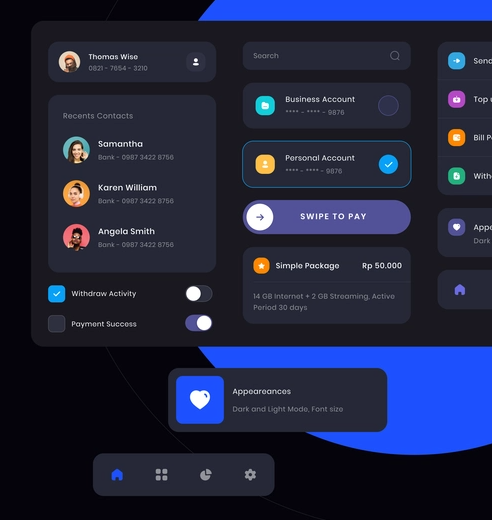 Thomas Wise
0821 - 7654 - 3210
Recents Contacts
Samantha
Bank - 0987 3422 8756
Karen William
Bank - 0987 3422 8756
Angela Smith
Bank - 0987 3422 8756
Withdraw Activity
Payment Success
Search
Business Account
**** - **** - 9876
Personal Account
**** - **** - 9876
SWIPE TO PAY
Simple Package Rp 50.000
14 GB Internet + 2 GB Streaming, Active
Period 30 days
Send
Top u
Bill P
With
Appe
Dark
Appeareances
Dark and Light Mode, Font size